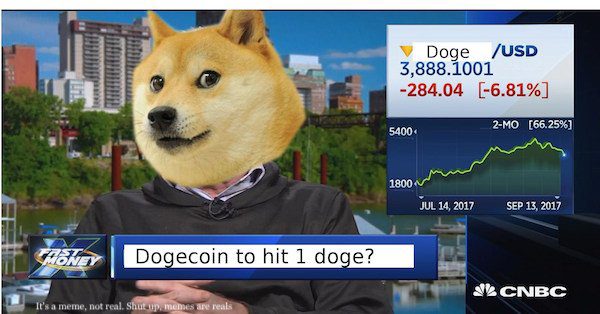 Doge /USD
3,888.1001
-284.04 [-6.81%]
2-MO [66.25%]
5400
1800
JUL 14, 2017 SEP 13, 2017
FAST
MONEY
Dogecoin to hit 1 doge?
CNBC
It's a meme, not real. Shut up, memes are reals